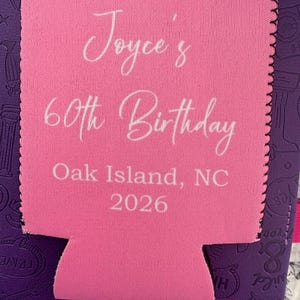 Joyce's
60th Birthday
Oak Island, NC
2026